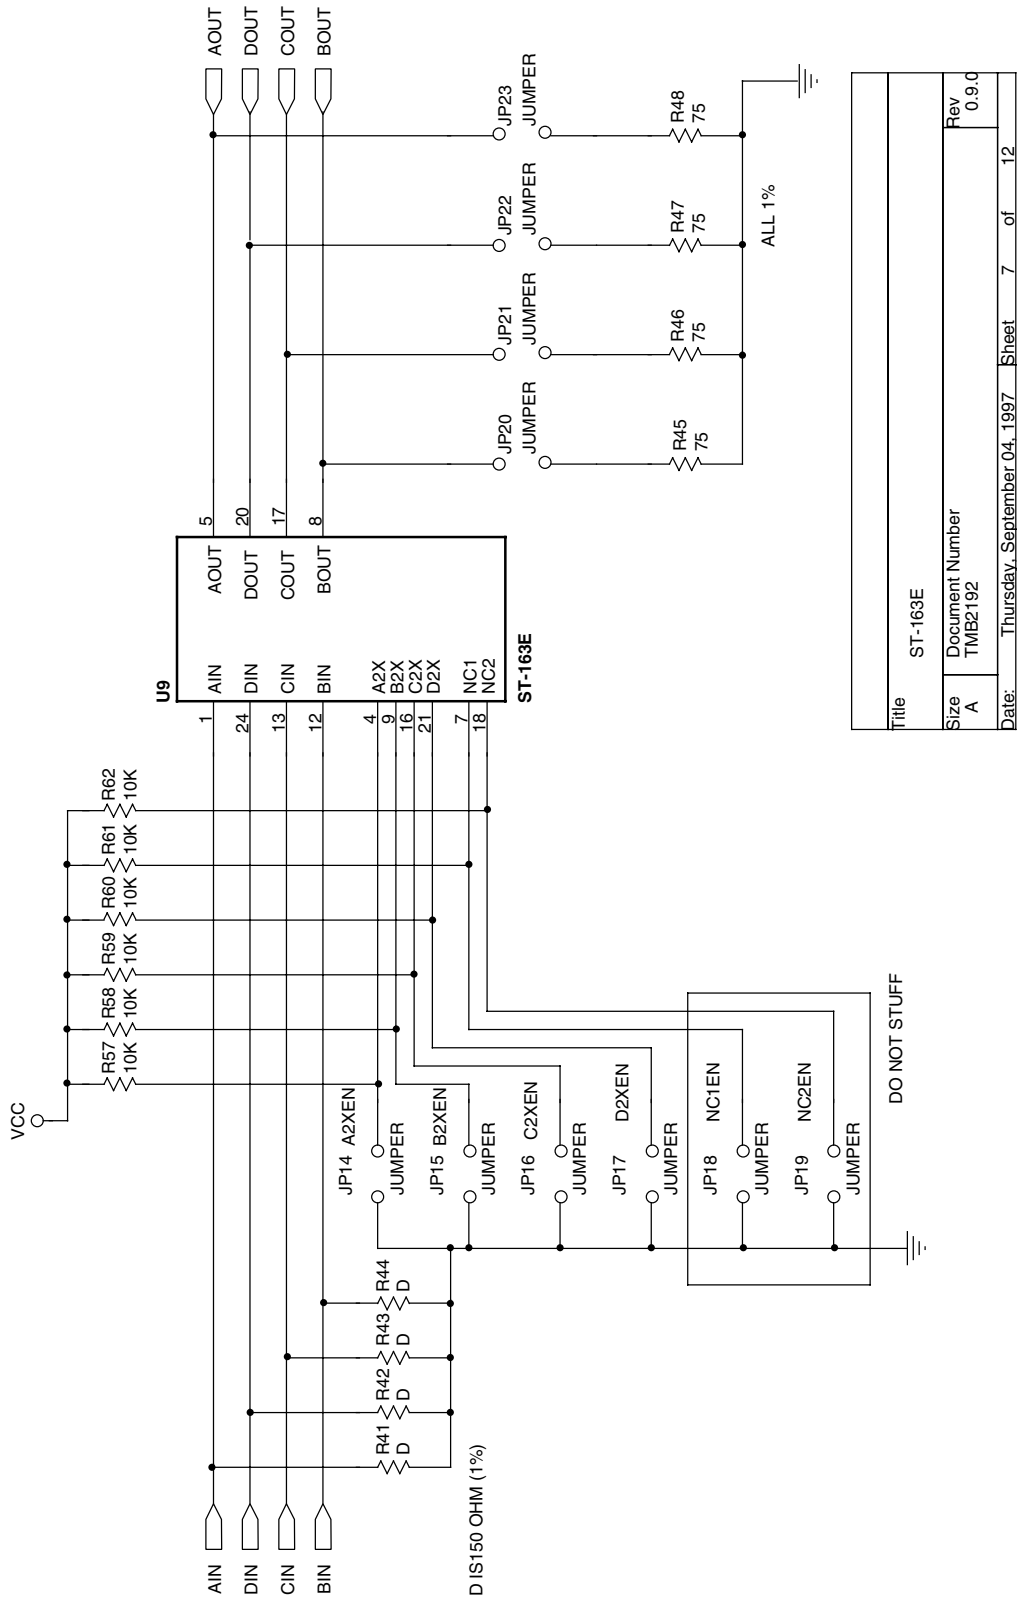 VCC
R57
10K
R58
10K
R59
10K
R60
10K
R61
10K
R62
10K
U9
AIN
DIN
CIN
BIN
1
24
13
12
4
9
16
21
7
18
AIN
DIN
CIN
BIN
A2X
B2X
C2X
D2X
NC1
NC2
AOUT
DOUT
COUT
BOUT
5
20
17
8
AOUT
DOUT
COUT
BOUT
ST-163E
R41
D
R42
D
R43
D
R44
D
D IS150 OHM (1%)
JP14
A2XEN
JUMPER
JP15
B2XEN
JUMPER
JP16
C2XEN
JUMPER
JP17
D2XEN
JUMPER
JP18
NC1EN
JUMPER
JP19
NC2EN
JUMPER
DO NOT STUFF
JP20
JUMPER
JP21
JUMPER
JP22
JUMPER
JP23
JUMPER
R45
75
R46
75
R47
75
R48
75
ALL 1%
Title
ST-163E
Size
A
Document Number
TMB2192
Rev
0.9.0
Date:
Thursday, September 04, 1997
Sheet
7
of
12